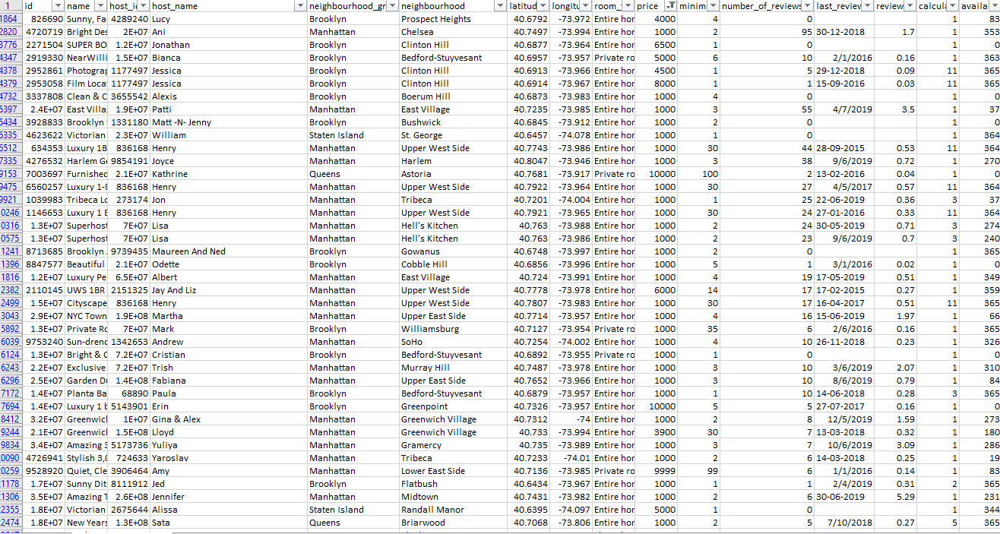 1 id name host_i host_name neighbourhood_gr neighbourhood latitud longitu room_ price minim number_of_reviews last_review review calcula availa
1864 826690 Sunny, Fa 4289240 Lucy Brooklyn Prospect Heights 40.6792 -73.972 Entire hor 4000 4 0 1 83
2820 4720719 Bright Des 2E+07 Ani Manhattan Chelsea 40.7497 -73.994 Entire hor 1000 2 95 30-12-2018 1.7 1 353
3776 2271504 SUPER BO 1.2E+07 Jonathan Brooklyn Clinton Hill 40.6877 -73.964 Entire hor 6500 1 0 1 0
4347 2919330 NearWilli 1.5E+07 Bianca Brooklyn Bedford-Stuyvesant 40.6957 -73.957 Private ro 5000 6 10 2/1/2016 0.16 1 363
4378 2952861 Photograp 1177497 Jessica Brooklyn Clinton Hill 40.6913 -73.966 Entire hor 4500 1 5 29-12-2018 0.09 11 365
4379 2953058 Film Loca 1177497 Jessica Brooklyn Clinton Hill 40.6914 -73.967 Entire hor 8000 1 1 15-09-2016 0.03 11 365
4732 3337808 Clean & C 3655542 Alexis Brooklyn Boerum Hill 40.6873 -73.983 Entire hor 1000 4 0 1 0
5397 2.4E+07 East Villa 1.9E+07 Patti Manhattan East Village 40.7235 -73.985 Entire hor 1000 3 55 4/7/2019 3.5 1 37
5434 3928833 Brooklyn 1331180 Matt -N- Jenny Brooklyn Bushwick 40.6845 -73.912 Entire hor 1000 2 0 1 0
6335 4623622 Victorian 2.3E+07 William Staten Island St. George 40.6457 -74.078 Entire hor 1000 1 0 1 364
6512 634353 Luxury 1B 836168 Henry Manhattan Upper West Side 40.7743 -73.986 Entire hor 1000 30 44 28-09-2015 0.53 11 364
7335 4276532 Harlem Ge 9854191 Joyce Manhattan Harlem 40.8047 -73.946 Entire hor 1000 3 38 9/6/2019 0.72 1 270
9153 7003697 Furnished 2.1E+07 Kathrine Queens Astoria 40.7681 -73.917 Private ro 10000 100 2 13-02-2016 0.04 1 0
9475 6560257 Luxury 1-E 836168 Henry Manhattan Upper West Side 40.7922 -73.964 Entire hor 1000 30 27 4/5/2017 0.57 11 364
9921 1039983 Tribeca Lo 273174 Jon Manhattan Tribeca 40.7201 -74.004 Entire hor 1000 1 25 22-06-2019 0.36 3 37
0246 1146653 Luxury 1 E 836168 Henry Manhattan Upper West Side 40.7921 -73.965 Entire hor 1000 30 24 27-01-2016 0.33 11 364
0316 1.3E+07 Superhost 7E+07 Lisa Manhattan Hell's Kitchen 40.763 -73.988 Entire hor 1000 2 24 30-05-2019 0.71 3 274
0575 1.3E+07 Superhost 7E+07 Lisa Manhattan Hell's Kitchen 40.763 -73.986 Entire hor 1000 2 23 9/6/2019 0.7 3 240
1241 8713685 Brooklyn 9739435 Maureen And Ned Brooklyn Gowanus 40.6748 -73.997 Entire hor 1000 2 0 1 365
1396 8847577 Beautiful 2.1E+07 Odette Brooklyn Cobble Hill 40.6856 -73.996 Entire hor 1000 5 1 3/1/2016 0.02 1 0
1816 1.2E+07 Luxury Pe 6.5E+07 Albert Manhattan East Village 40.724 -73.991 Entire hor 1000 4 19 17-05-2019 0.51 1 349
2382 2110145 UWS 1BR 2151325 Jay And Liz Manhattan Upper West Side 40.7778 -73.978 Entire hor 6000 14 17 17-02-2015 0.27 1 359
2499 1.5E+07 Cityscape 836168 Henry Manhattan Upper West Side 40.7807 -73.983 Entire hor 1000 30 17 16-04-2017 0.51 11 365
3043 2.9E+07 NYC Town 1.9E+08 Martha Manhattan Upper East Side 40.7714 -73.957 Entire hor 1000 4 16 15-06-2019 1.97 1 66
5892 1.3E+07 Private Ro 7E+07 Mark Brooklyn Williamsburg 40.7127 -73.954 Private ro 1000 35 6 2/6/2016 0.16 1 365
6039 9753240 Sun-drenc 1342653 Andrew Manhattan SoHo 40.7254 -74.002 Entire hor 1000 4 10 26-11-2018 0.23 1 326
6124 1.3E+07 Bright & C 7.2E+07 Cristian Brooklyn Bedford-Stuyvesant 40.6892 -73.955 Private ro 1000 1 0 1 0
6243 2.2E+07 Exclusive 7.2E+07 Trish Manhattan Murray Hill 40.7487 -73.978 Entire hor 1000 3 10 3/6/2019 2.07 1 310
6296 2.5E+07 Garden Du 1.4E+08 Fabiana Manhattan Upper East Side 40.7652 -73.966 Entire hor 1000 3 10 8/6/2019 0.79 1 84
7172 1.4E+07 Planta Ba 68890 Paula Brooklyn Bedford-Stuyvesant 40.6879 -73.957 Entire hor 1000 1 10 14-06-2018 0.28 3 365
7694 1.4E+07 Luxury 1 b 5143901 Erin Brooklyn Greenpoint 40.7326 -73.957 Entire hor 10000 5 5 27-07-2017 0.16 1 0
8412 3.2E+07 Greenwicl 1E+07 Gina & Alex Manhattan Greenwich Village 40.7312 -74 Entire hor 1000 2 8 12/5/2019 1.59 1 273
9244 2.1E+07 Greenwicl 1.5E+08 Lloyd Manhattan Greenwich Village 40.733 -73.994 Entire hor 3900 30 7 13-03-2018 0.32 1 180
9834 3.4E+07 Amazing 3 5173736 Yuliya Manhattan Gramercy 40.735 -73.989 Entire hor 1000 3 7 10/6/2019 3.09 1 286
20090 4726941 Stylish 3,0 724633 Yaroslav Manhattan Tribeca 40.7233 -74.01 Entire hor 1000 2 6 14-03-2018 0.25 1 19
20259 9528920 Quiet, Cle 3906464 Amy Manhattan Lower East Side 40.7136 -73.985 Private ro 9999 99 6 1/1/2016 0.14 1 83
21178 1.7E+07 Sunny Dit 8111912 Jed Brooklyn Flatbush 40.6434 -73.967 Entire hor 1000 1 1 2/4/2019 0.31 2 365
21306 3.5E+07 Amazing T 2.6E+08 Jennifer Manhattan Midtown 40.7431 -73.982 Entire hor 1000 2 6 30-06-2019 5.29 1 231
22355 1.8E+07 Victorian 2675644 Alissa Staten Island Randall Manor 40.6395 -74.097 Entire hor 5000 1 0 1 344
22474 1.8E+07 New Years 1.3E+08 Sata Queens Briarwood 40.7068 -73.806 Entire hor 1000 2 5 7/10/2018 0.27 5 365